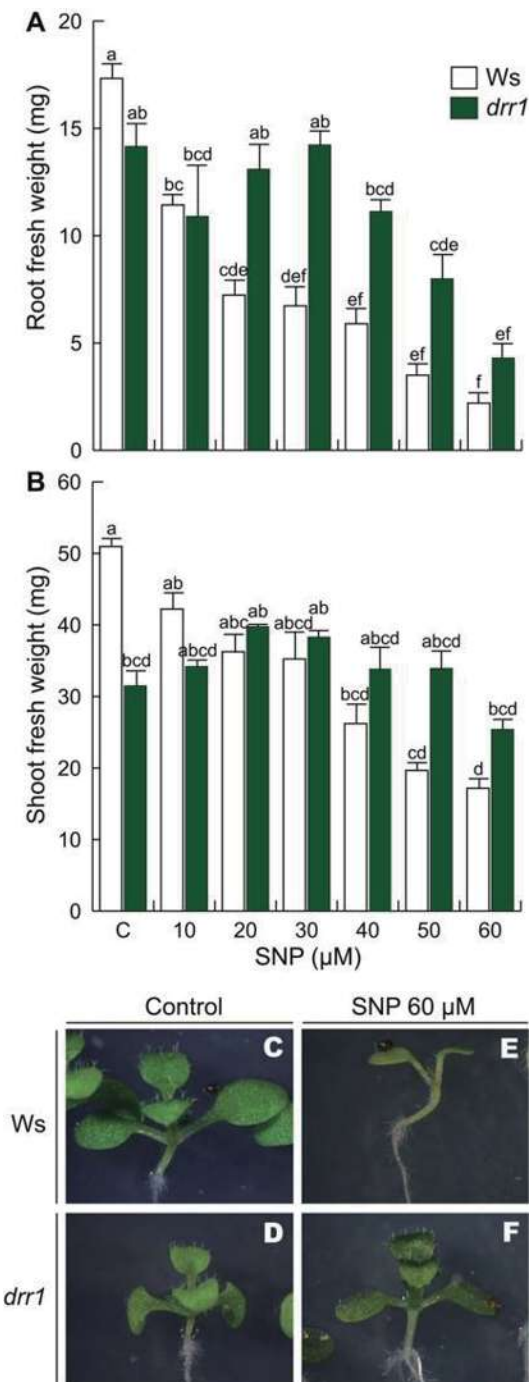 A
20
15
10
5
0
Root fresh weight (mg)
Ws
drr1
a
ab
bc
bcd
cde
ab
def
ab
ef
bcd
ef
cde
f
ef
B
60
50
40
30
20
10
0
Shoot fresh weight (mg)
a
bcd
ab
abcd
abc
ab
abcd
ab
bcd
abcd
cd
abcd
d
bcd
C 10 20 30 40 50 60
SNP (µM)
Control SNP 60 µM
Ws
C
E
drr1
D
F